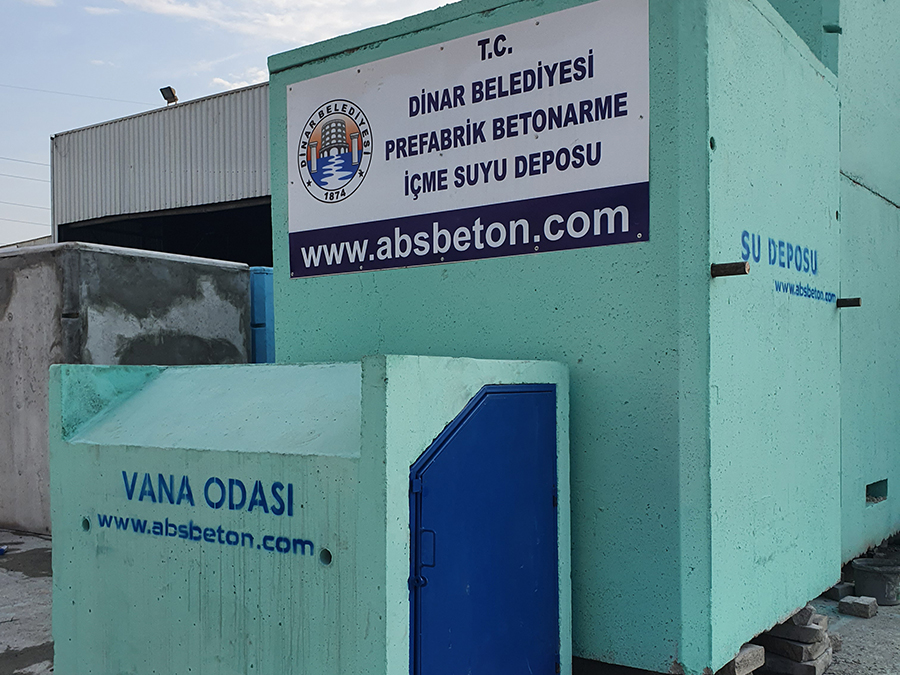 T.C.
DİNAR BELEDİYESİ
PREFABRİK BETONARME
İÇME SUYU DEPOSU
DİNAR BELEDİYESİ
1874
www.absbeton.com
SU DEPOSU
www.absbeton.com
VANA ODASI
www.absbeton.com